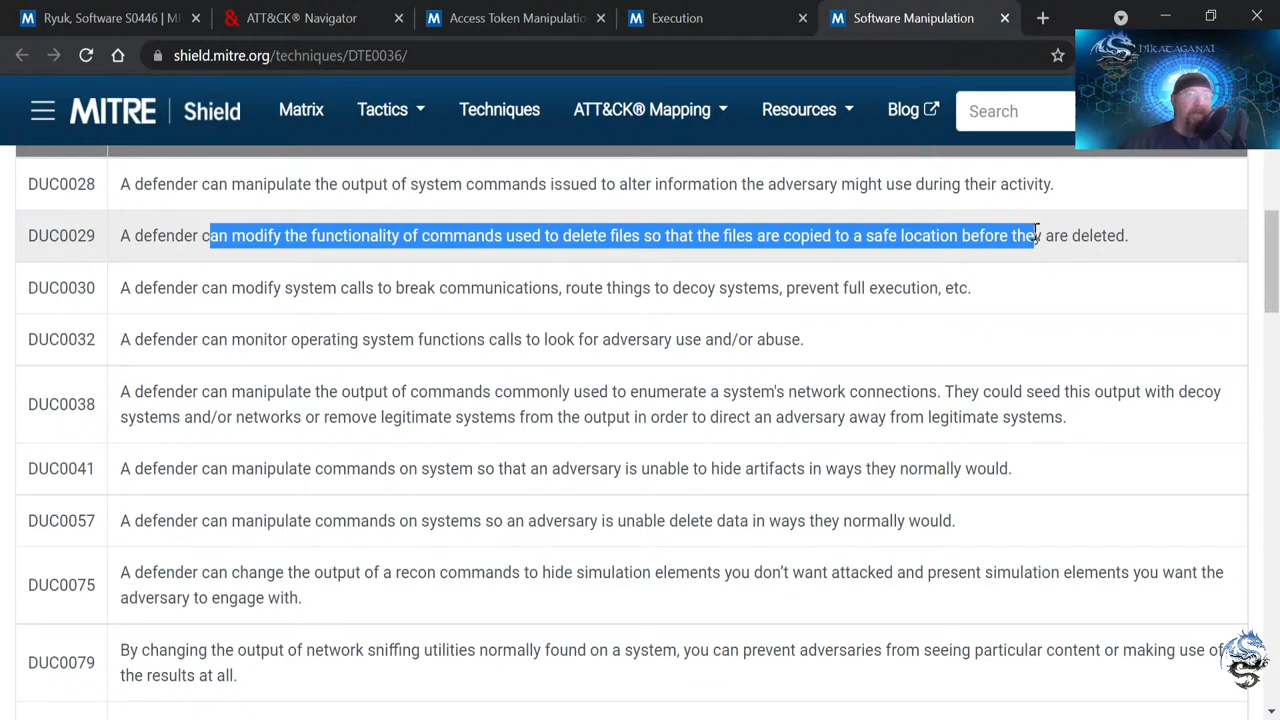 Ryuk, Software S0446 | MI
ATT&CK® Navigator
Access Token Manipulatio
Execution
Software Manipulation
shield.mitre.org/techniques/DTE0036/
HIKATAGANAI
MITRE | Shield
Matrix
Tactics
Techniques
ATT&CK® Mapping
Resources
Blog
Search
DUC0028 A defender can manipulate the output of system commands issued to alter information the adversary might use during their activity.
DUC0029 A defender can modify the functionality of commands used to delete files so that the files are copied to a safe location before they are deleted.
DUC0030 A defender can modify system calls to break communications, route things to decoy systems, prevent full execution, etc.
DUC0032 A defender can monitor operating system functions calls to look for adversary use and/or abuse.
DUC0038 A defender can manipulate the output of commands commonly used to enumerate a system's network connections. They could seed this output with decoy
systems and/or networks or remove legitimate systems from the output in order to direct an adversary away from legitimate systems.
DUC0041 A defender can manipulate commands on system so that an adversary is unable to hide artifacts in ways they normally would.
DUC0057 A defender can manipulate commands on systems so an adversary is unable delete data in ways they normally would.
DUC0075 A defender can change the output of a recon commands to hide simulation elements you don’t want attacked and present simulation elements you want the
adversary to engage with.
DUC0079 By changing the output of network sniffing utilities normally found on a system, you can prevent adversaries from seeing particular content or making use of
the results at all.